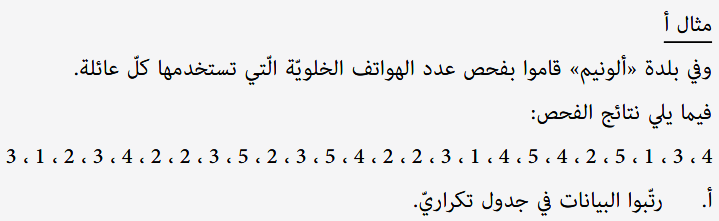 مثال أ
وفي بلدة «ألونيم» قاموا بفحص عدد الهواتف الخلويّة الّتي تستخدمها كلّ عائلة.
فيما يلي نتائج الفحص:
3 ، 1 ، 2 ، 3 ، 4 ، 2 ، 2 ، 3 ، 5 ، 2 ، 3 ، 5 ، 4 ، 2 ، 2 ، 3 ، 1 ، 4 ، 5 ، 4 ، 2 ، 5 ، 1 ، 3 ، 4
أ. رتّبوا البيانات في جدول تكراريّ.